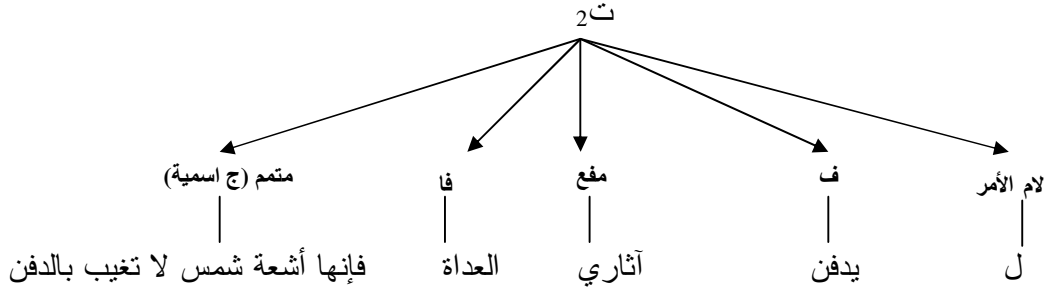 ت2
لام الأمر ف مفع فا متمم (ج اسمية)
ل يدفن آثاري العداة فإنها أشعة شمس لا تغيب بالدفن